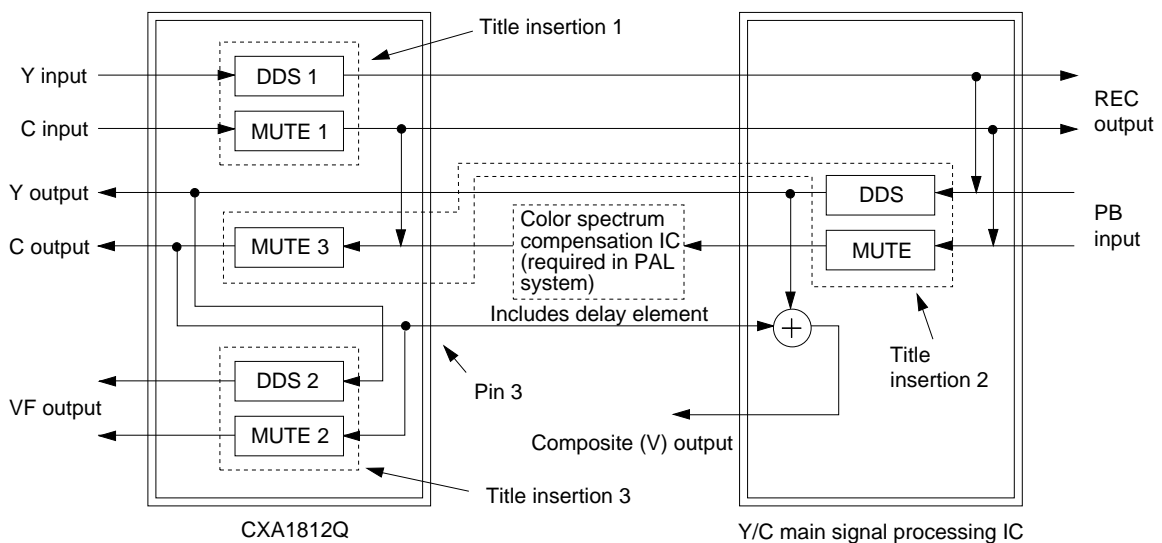 Title insertion 1
Y input
DDS 1
C input
MUTE 1
REC
output
Y output
DDS
C output
MUTE 3
Color spectrum
compensation IC
(required in PAL
system)
MUTE
PB
input
Includes delay element
+
DDS 2
VF output
MUTE 2
Pin 3
Title
insertion 2
Composite (V) output
Title insertion 3
CXA1812Q
Y/C main signal processing IC